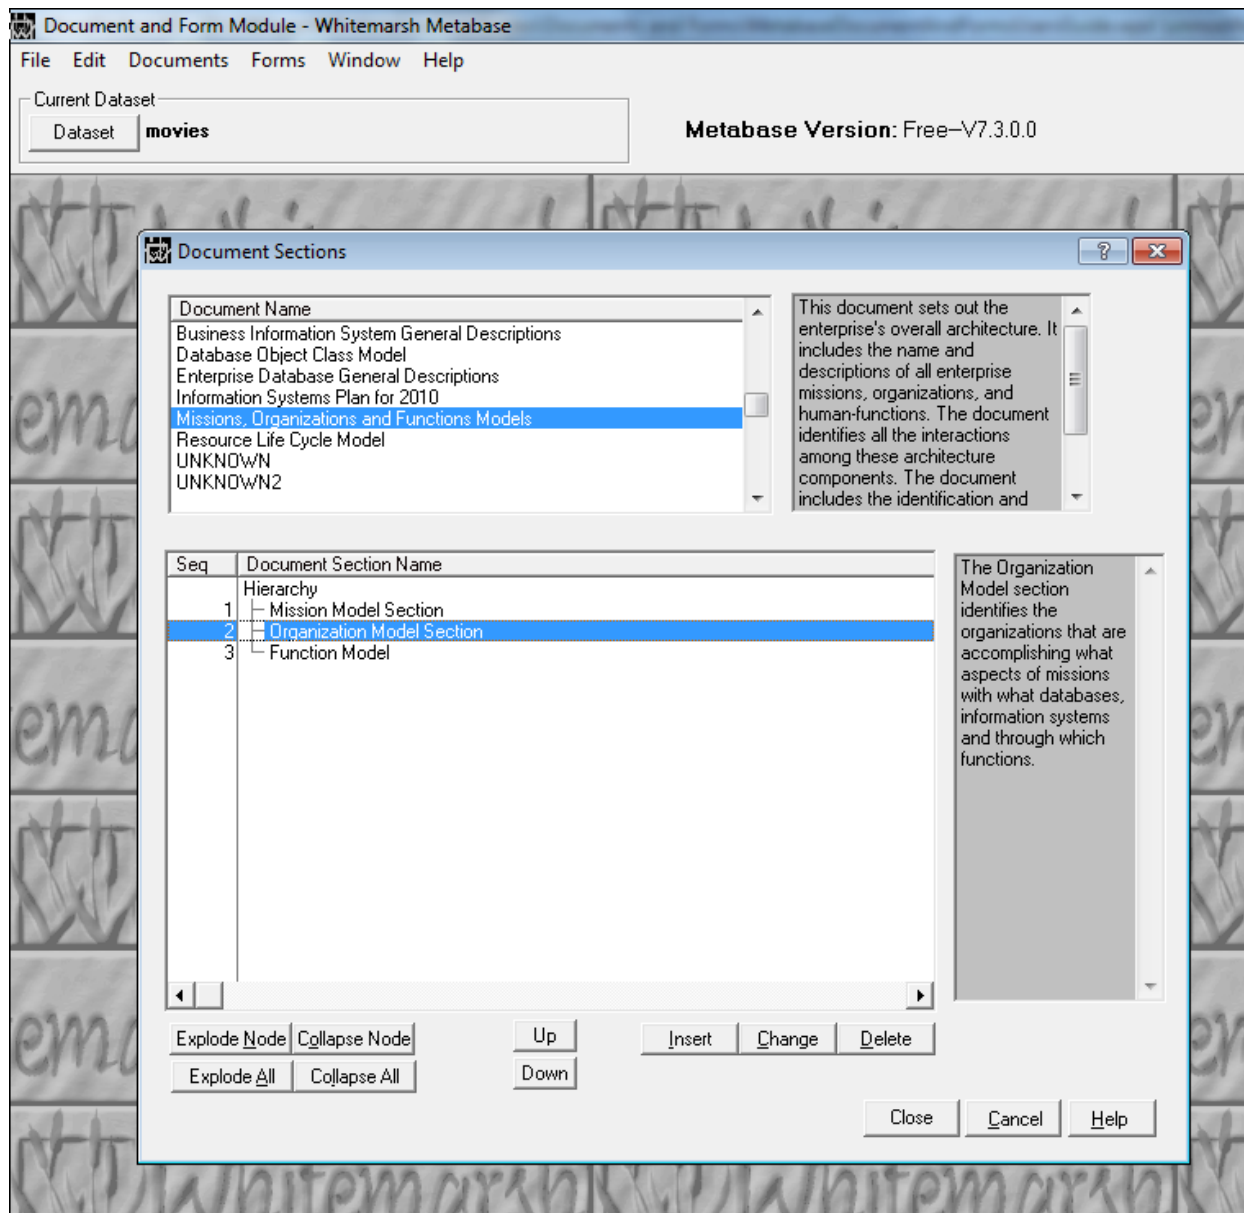 Document and Form Module - Whitemarsh Metabase
File Edit Documents Forms Window Help
Current Dataset
Dataset movies
Metabase Version: Free-V7.3.0.0
Document Sections
Document Name
Business Information System General Descriptions
Database Object Class Model
Enterprise Database General Descriptions
Information Systems Plan for 2010
Missions, Organizations and Functions Models
Resource Life Cycle Model
UNKNOWN
UNKNOWN2
This document sets out the
enterprise's overall architecture. It
includes the name and
descriptions of all enterprise
missions, organizations, and
human-functions. The document
identifies all the interactions
among these architecture
components. The document
includes the identification and
Seq Document Section Name
Hierarchy
1 Mission Model Section
2 Organization Model Section
3 Function Model
The Organization
Model section
identifies the
organizations that are
accomplishing what
aspects of missions
with what databases,
information systems
and through which
functions.
Explode Node Collapse Node Up Insert Change Delete
Explode All Collapse All Down
Close Cancel Help
Whitemarsh Whitemarsh